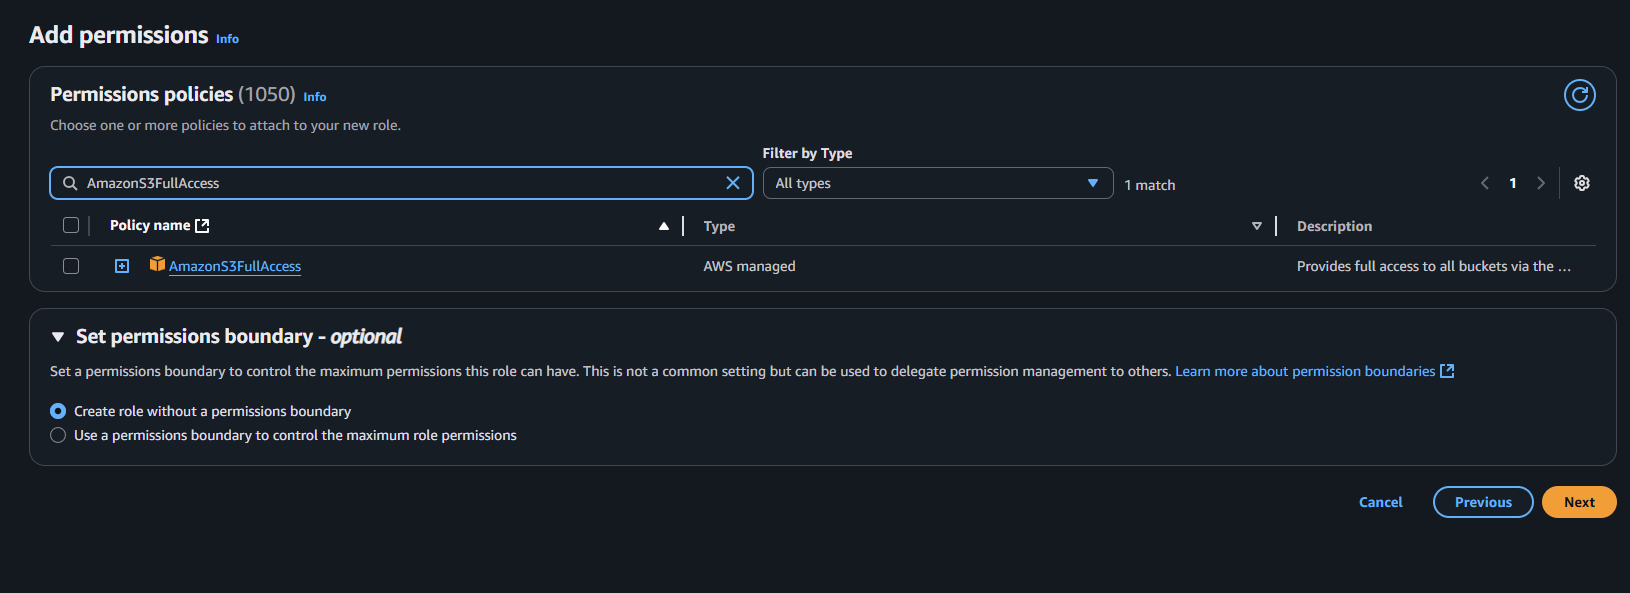 Add permissions Info
Permissions policies (1050) Info
Choose one or more policies to attach to your new role.
Filter by Type
AmazonS3FullAccess All types 1 match 1
Policy name Type Description
AmazonS3FullAccess AWS managed Provides full access to all buckets via the ...
Set permissions boundary - optional
Set a permissions boundary to control the maximum permissions this role can have. This is not a common setting but can be used to delegate permission management to others. Learn more about permission boundaries
Create role without a permissions boundary
Use a permissions boundary to control the maximum role permissions
Cancel Previous Next